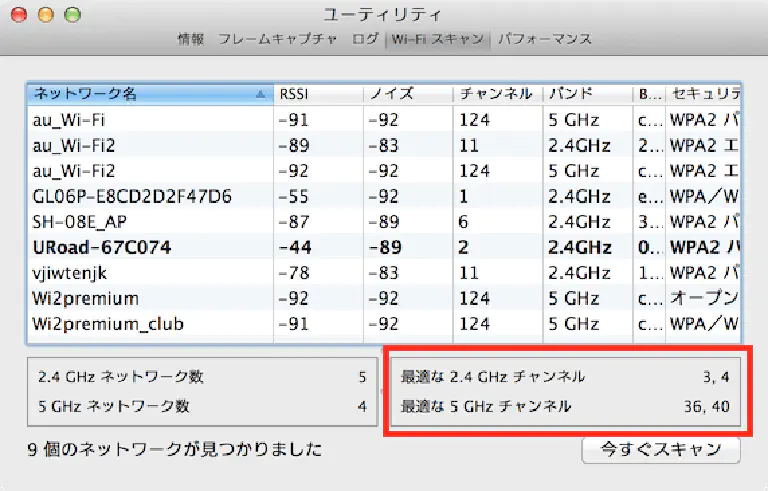 ユーティリティ
情報 フレームキャプチャ ログ Wi-Fi スキャン パフォーマンス
ネットワーク名 RSSI ノイズ チャンネル バンド B... セキュリテ
au_Wi-Fi -91 -92 124 5 GHz c... WPA2 パ
au_Wi-Fi2 -89 -83 11 2.4GHz 2... WPA2 エ
au_Wi-Fi2 -92 -92 124 5 GHz c... WPA2 エ
GL06P-E8CD2D2F47D6 -55 -92 1 2.4GHz e... WPA/W
SH-08E_AP -87 -89 6 2.4GHz 3... WPA2 パ
URoad-67C074 -44 -89 2 2.4GHz 0... WPA2 パ
vjiwtenjk -78 -83 11 2.4GHz 1... WPA2 パ
Wi2premium -92 -92 124 5 GHz c... オープン
Wi2premium_club -91 -92 124 5 GHz c... WPA/W
2.4 GHz ネットワーク数 5
5 GHz ネットワーク数 4
最適な 2.4 GHz チャンネル 3, 4
最適な 5 GHz チャンネル 36, 40
9 個のネットワークが見つかりました
今すぐスキャン